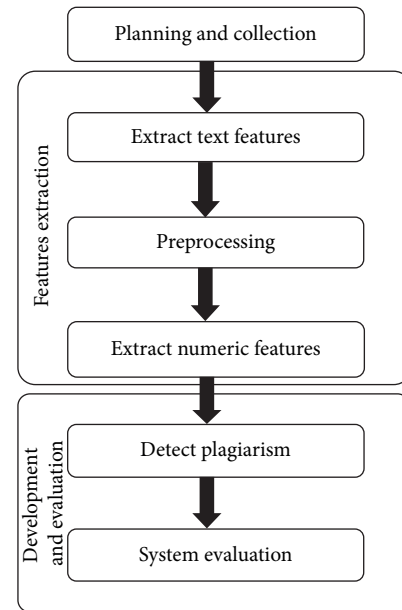 Planning and collection
Features extraction
Extract text features
Preprocessing
Extract numeric features
Development
and evaluation
Detect plagiarism
System evaluation